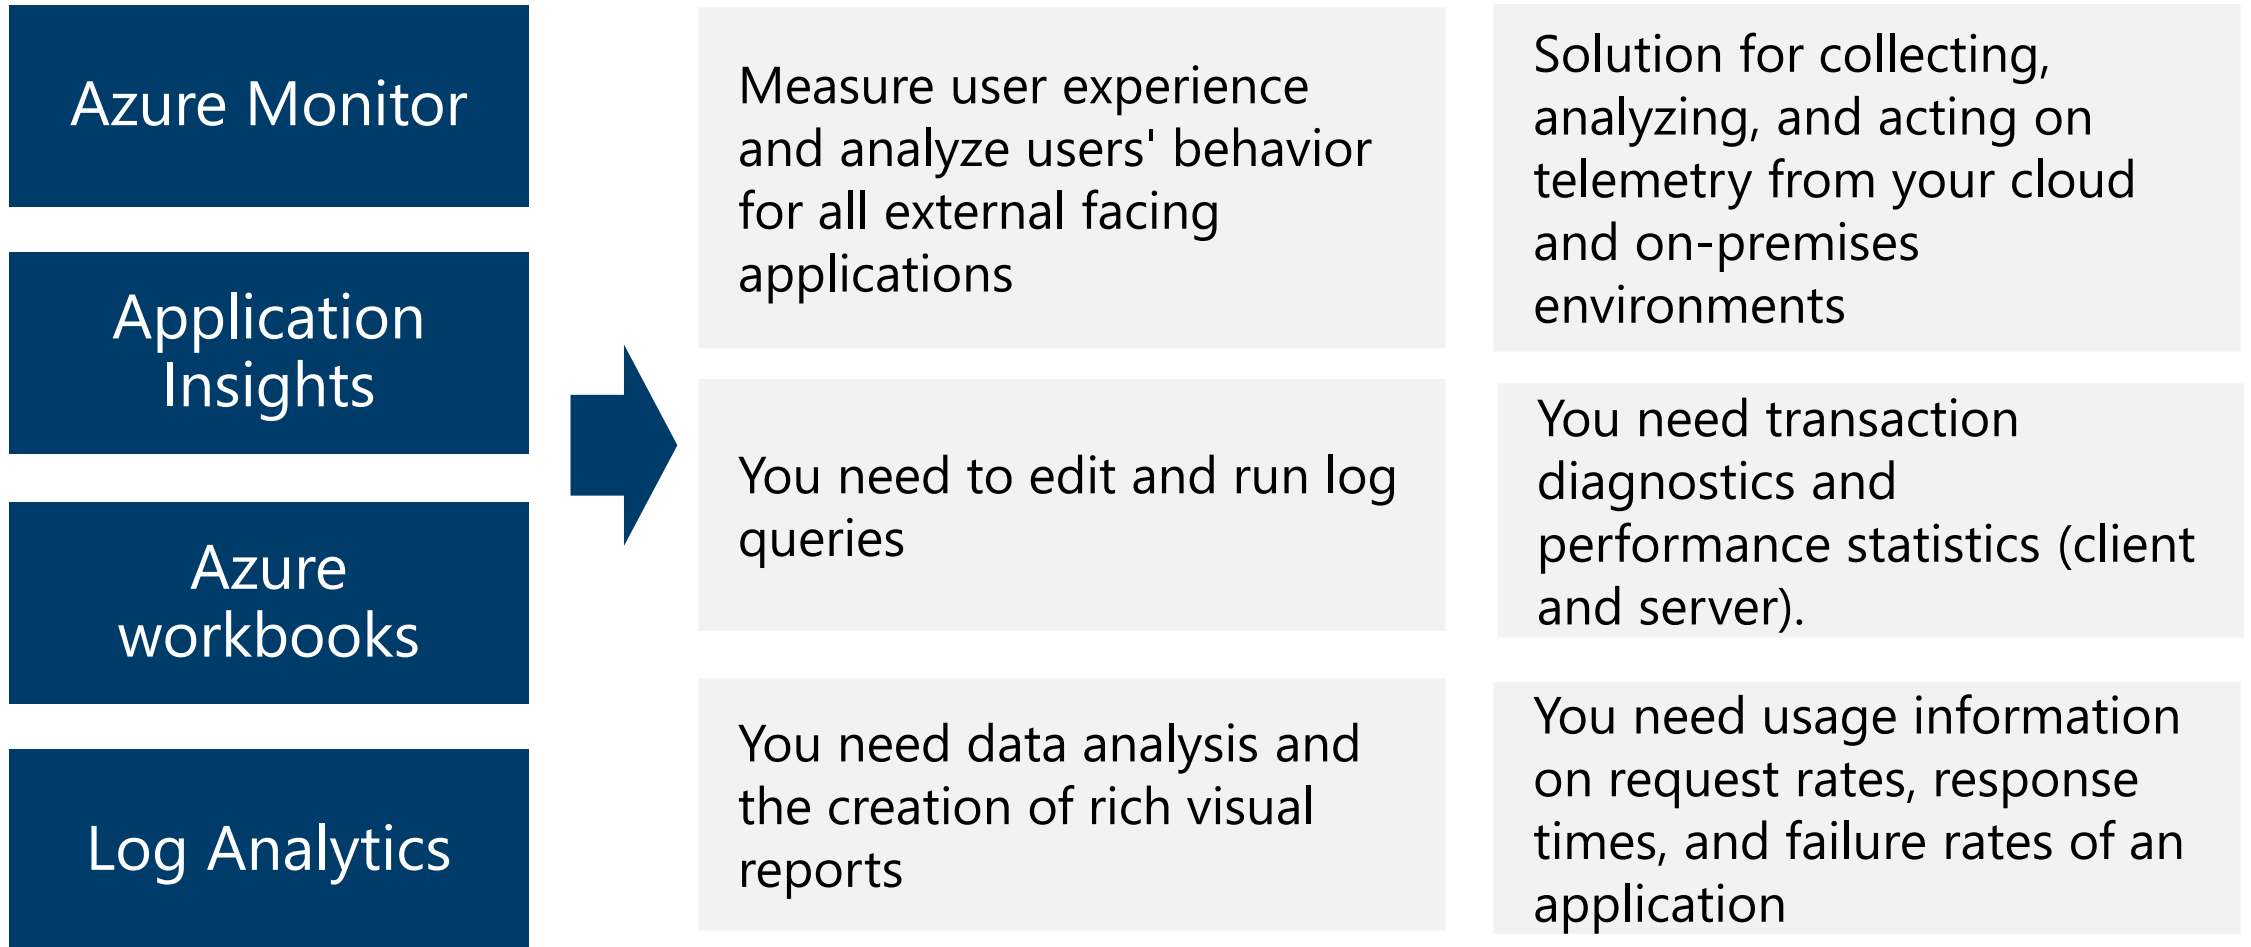 Azure Monitor
Application
Insights
Azure
workbooks
Log Analytics
Measure user experience
and analyze users' behavior
for all external facing
applications
You need to edit and run log
queries
You need data analysis and
the creation of rich visual
reports
Solution for collecting,
analyzing, and acting on
telemetry from your cloud
and on-premises
environments
You need transaction
diagnostics and
performance statistics (client
and server).
You need usage information
on request rates, response
times, and failure rates of an
application